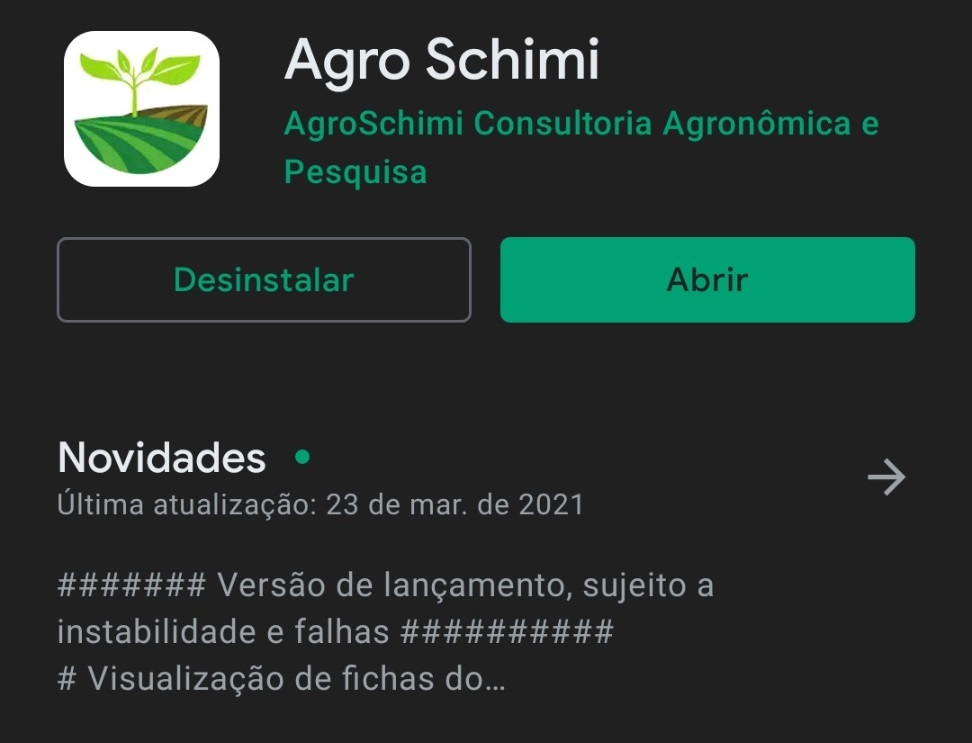 Agro Schimi
AgroSchimi Consultoria Agronômica e
Pesquisa
Desinstalar
Abrir
Novidades
Última atualização: 23 de mar. de 2021
####### Versão de lançamento, sujeito a
instabilidade e falhas ##########
# Visualização de fichas do...